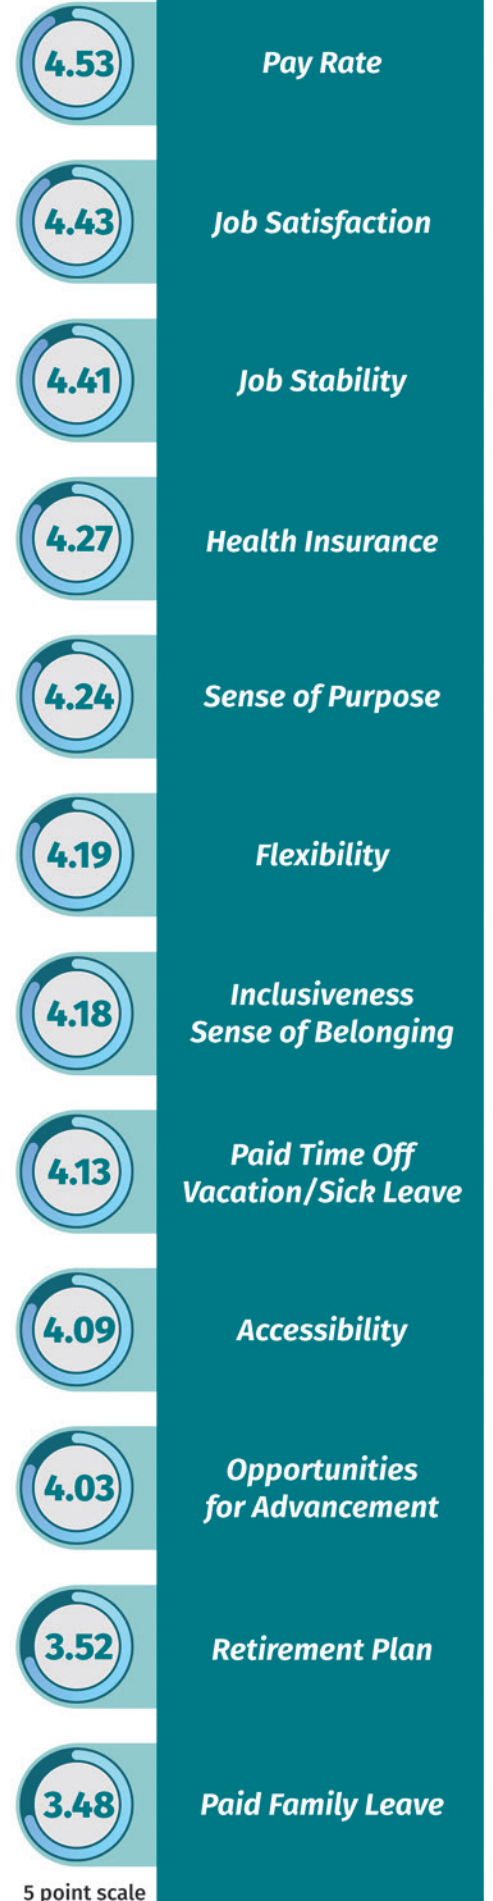 4.53
Pay Rate
4.43
Job Satisfaction
4.41
Job Stability
4.27
Health Insurance
4.24
Sense of Purpose
4.19
Flexibility
4.18
Inclusiveness
Sense of Belonging
4.13
Paid Time Off
Vacation/Sick Leave
4.09
Accessibility
4.03
Opportunities
for Advancement
3.52
Retirement Plan
3.48
Paid Family Leave
5 point scale